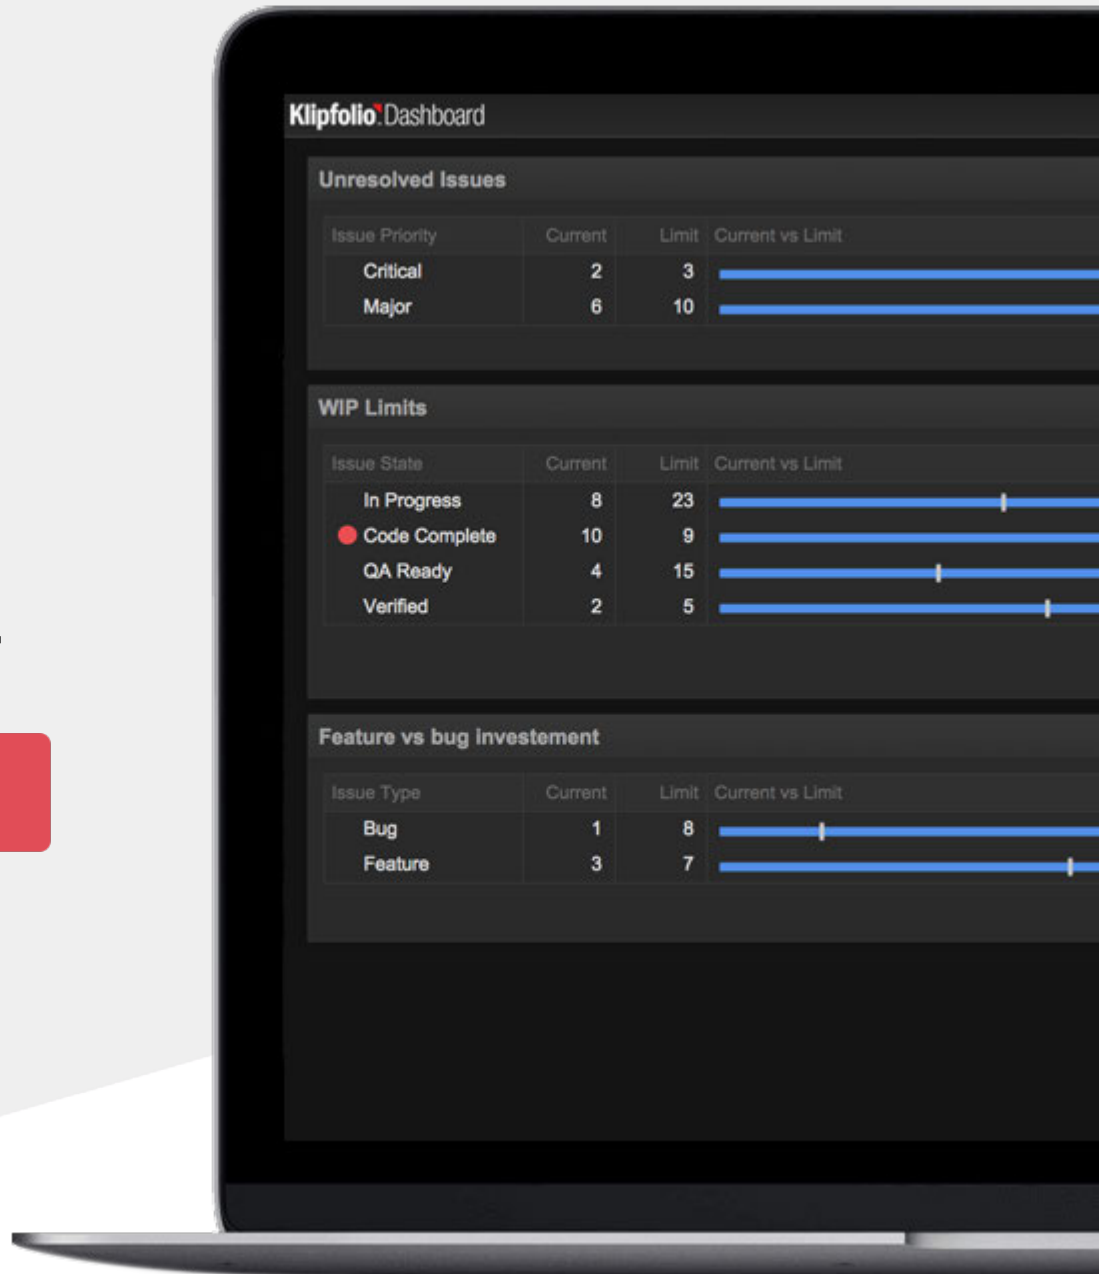 Klipfolio Dashboard
Unresolved Issues
Issue Priority Current Limit Current vs Limit
Critical 2 3
Major 6 10
WIP Limits
Issue State Current Limit Current vs Limit
In Progress 8 23
Code Complete 10 9
QA Ready 4 15
Verified 2 5
Feature vs bug investement
Issue Type Current Limit Current vs Limit
Bug 1 8
Feature 3 7